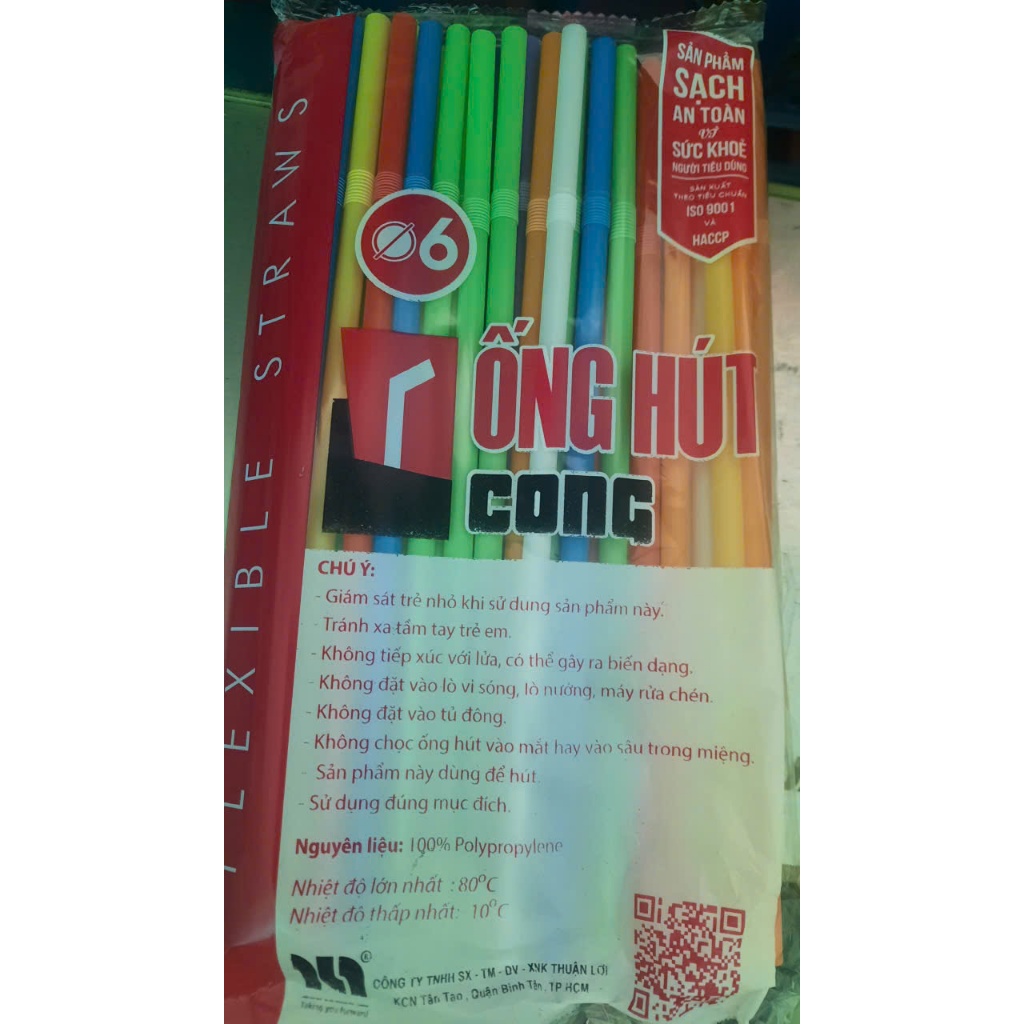 FLEXIBLE STRAWS
SẢN PHẨM
SẠCH
AN TOÀN
VÌ
SỨC KHOẺ
NGƯỜI TIÊU DÙNG
SẢN XUẤT
THEO TIÊU CHUẨN
ISO 9001
VÀ
HACCP
Ø6
ỐNG HÚT
CONG
CHÚ Ý:
- Giám sát trẻ nhỏ khi sử dụng sản phẩm này.
- Tránh xa tầm tay trẻ em.
- Không tiếp xúc với lửa, có thể gây ra biến dạng.
- Không đặt vào lò vi sóng, lò nướng, máy rửa chén.
- Không đặt vào tủ đông.
- Không chọc ống hút vào mắt hay vào sâu trong miệng.
- Sản phẩm này dùng để hút.
- Sử dụng đúng mục đích.
Nguyên liệu: 100% Polypropylene
Nhiệt độ lớn nhất : 80°C
Nhiệt độ thấp nhất: 10°C
CÔNG TY TNHH SX - TM - DV - XNK THUẬN LỢI
KCN Tân Tạo , Quận Bình Tân , TP HCM